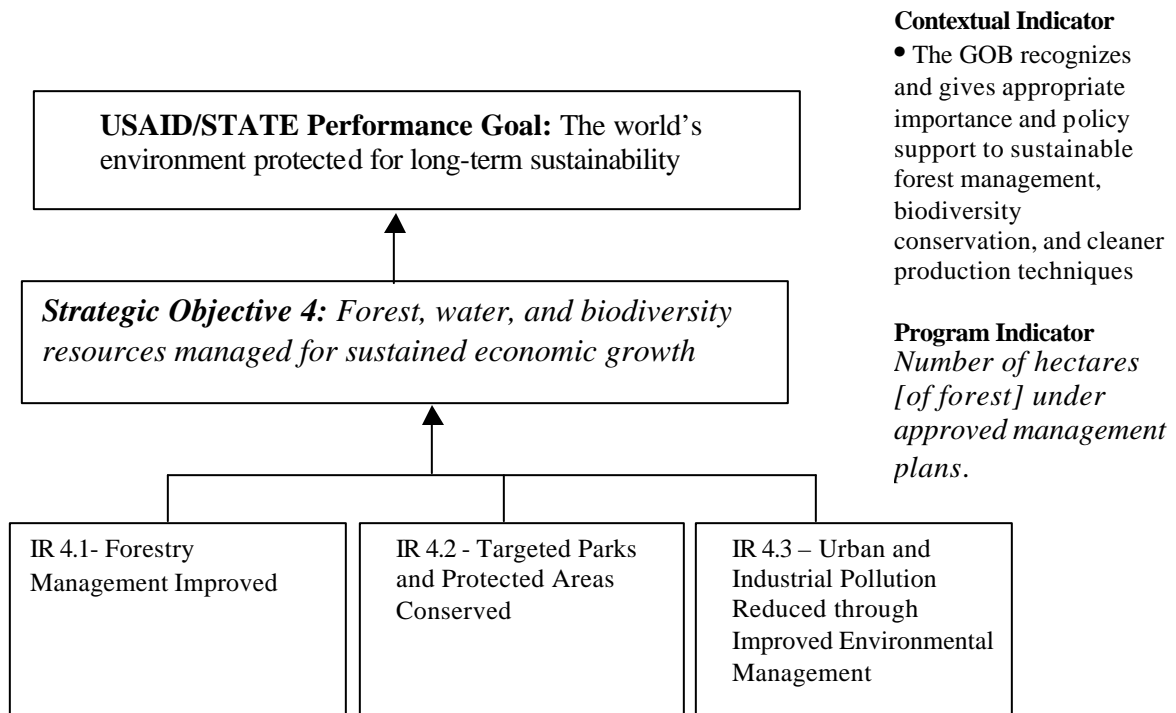 Contextual Indicator
• The GOB recognizes
and gives appropriate
importance and policy
support to sustainable
forest management,
biodiversity
conservation, and cleaner
production techniques
USAID/STATE Performance Goal: The world's
environment protected for long-term sustainability
Strategic Objective 4: Forest, water, and biodiversity
resources managed for sustained economic growth
Program Indicator
Number of hectares
[of forest] under
approved management
plans.
IR 4.1- Forestry
Management Improved
IR 4.2 - Targeted Parks
and Protected Areas
Conserved
IR 4.3 – Urban and
Industrial Pollution
Reduced through
Improved Environmental
Management